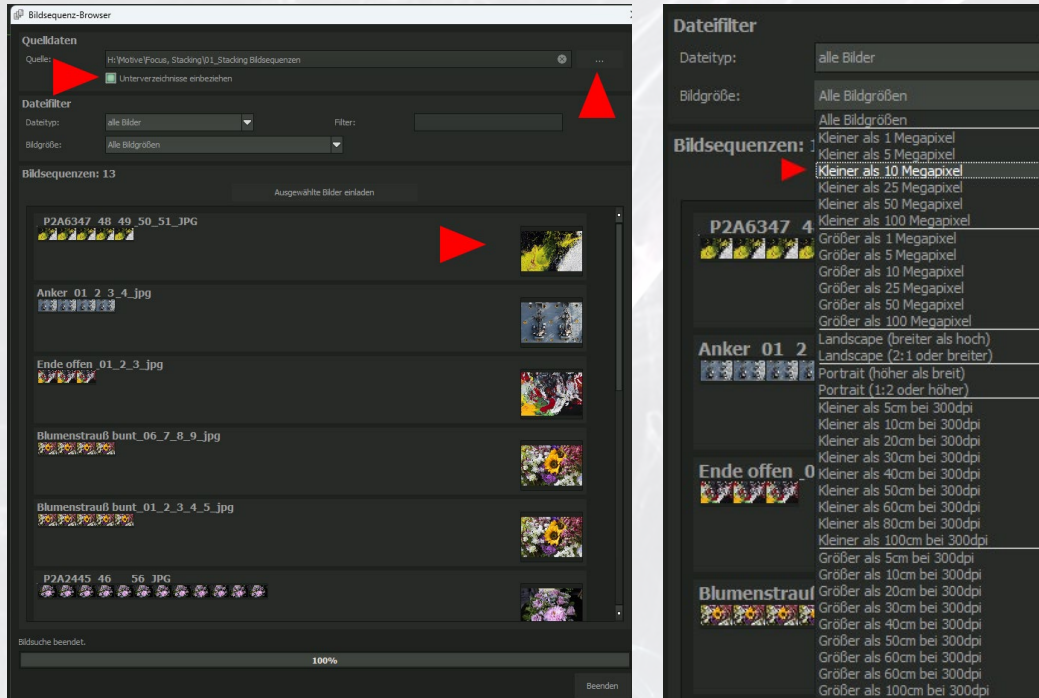 Bildsequenz-Browser
Quelldaten
Quelle:
H:\Motive\Focus, Stacking\01_Stacking Bildsequenzen
...
Unterverzeichnisse einbeziehen
Dateifilter
Dateityp:
alle Bilder
Filter:
Bildgröße:
Alle Bildgrößen
Bildsequenzen: 13
Ausgewählte Bilder einladen
P2A6347_48_49_50_51_JPG
Anker_01_2_3_4_jpg
Ende offen_01_2_3_jpg
Blumenstrauß bunt_06_7_8_9_jpg
Blumenstrauß bunt_01_2_3_4_5_jpg
P2A2445_46___56_JPG
Bildsuche beendet.
100%
Beenden
Dateifilter
Dateityp:
alle Bilder
Bildgröße:
Alle Bildgrößen
Alle Bildgrößen
Bildsequenzen: 1
Kleiner als 1 Megapixel
Kleiner als 5 Megapixel
Kleiner als 10 Megapixel
Kleiner als 25 Megapixel
Kleiner als 50 Megapixel
Kleiner als 100 Megapixel
P2A6347_4
Größer als 1 Megapixel
Größer als 5 Megapixel
Größer als 10 Megapixel
Größer als 25 Megapixel
Größer als 50 Megapixel
Größer als 100 Megapixel
Landscape (breiter als hoch)
Anker_01_2
Landscape (2:1 oder breiter)
Portrait (höher als breit)
Portrait (1:2 oder höher)
Kleiner als 5cm bei 300dpi
Kleiner als 10cm bei 300dpi
Kleiner als 20cm bei 300dpi
Kleiner als 30cm bei 300dpi
Ende offen_0
Kleiner als 40cm bei 300dpi
Kleiner als 50cm bei 300dpi
Kleiner als 60cm bei 300dpi
Kleiner als 80cm bei 300dpi
Kleiner als 100cm bei 300dpi
Größer als 5cm bei 300dpi
Größer als 10cm bei 300dpi
Blumenstrauß
Größer als 20cm bei 300dpi
Größer als 30cm bei 300dpi
Größer als 40cm bei 300dpi
Größer als 50cm bei 300dpi
Größer als 60cm bei 300dpi
Größer als 60cm bei 300dpi
Größer als 100cm bei 300dpi